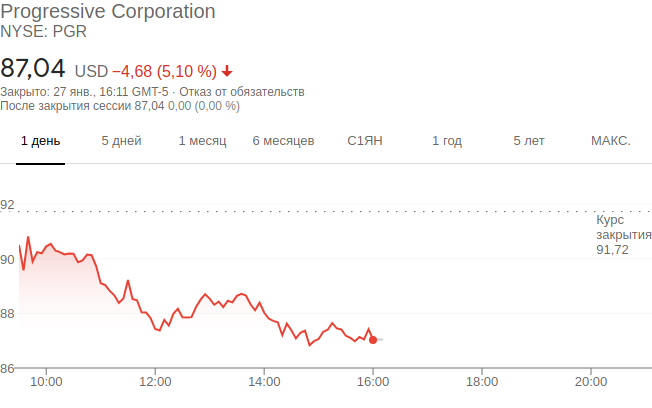 Progressive Corporation
NYSE: PGR
87,04 USD −4,68 (5,10 %)
Закрыто: 27 янв., 16:11 GMT-5 · Отказ от обязательств
После закрытия сессии 87,04 0,00 (0,00 %)
1 день 5 дней 1 месяц 6 месяцев С1ЯН 1 год 5 лет МАКС.
92
Курс
закрытия
91,72
90
88
86
10:00 12:00 14:00 16:00 18:00 20:00